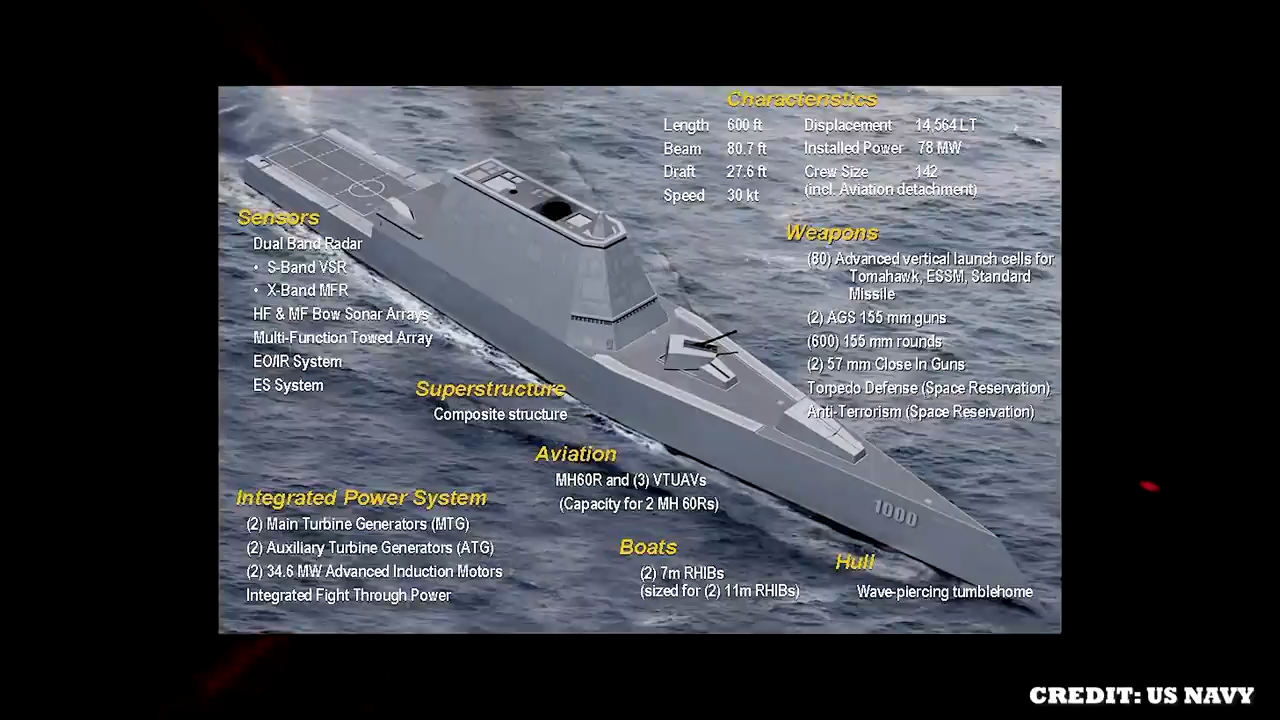 Characteristics
Length 600 ft Displacement 14,564 LT
Beam 80.7 ft Installed Power 78 MW
Draft 27.6 ft Crew Size 142
Speed 30 kt (incl. Aviation detachment)
Sensors
Dual Band Radar
• S-Band VSR
• X-Band MFR
HF & MF Bow Sonar Arrays
Multi-Function Towed Array
EO/IR System
ES System
Weapons
(80) Advanced vertical launch cells for
Tomahawk, ESSM, Standard
Missile
(2) AGS 155 mm guns
(600) 155 mm rounds
(2) 57 mm Close In Guns
Torpedo Defense (Space Reservation)
Anti-Terrorism (Space Reservation)
Superstructure
Composite structure
Aviation
MH60R and (3) VTUAVs
(Capacity for 2 MH 60Rs)
Integrated Power System
(2) Main Turbine Generators (MTG)
(2) Auxiliary Turbine Generators (ATG)
(2) 34.6 MW Advanced Induction Motors
Integrated Fight Through Power
Boats
(2) 7m RHIBs
(sized for (2) 11m RHIBs)
Hull
Wave-piercing tumblehome
1000
CREDIT: US NAVY